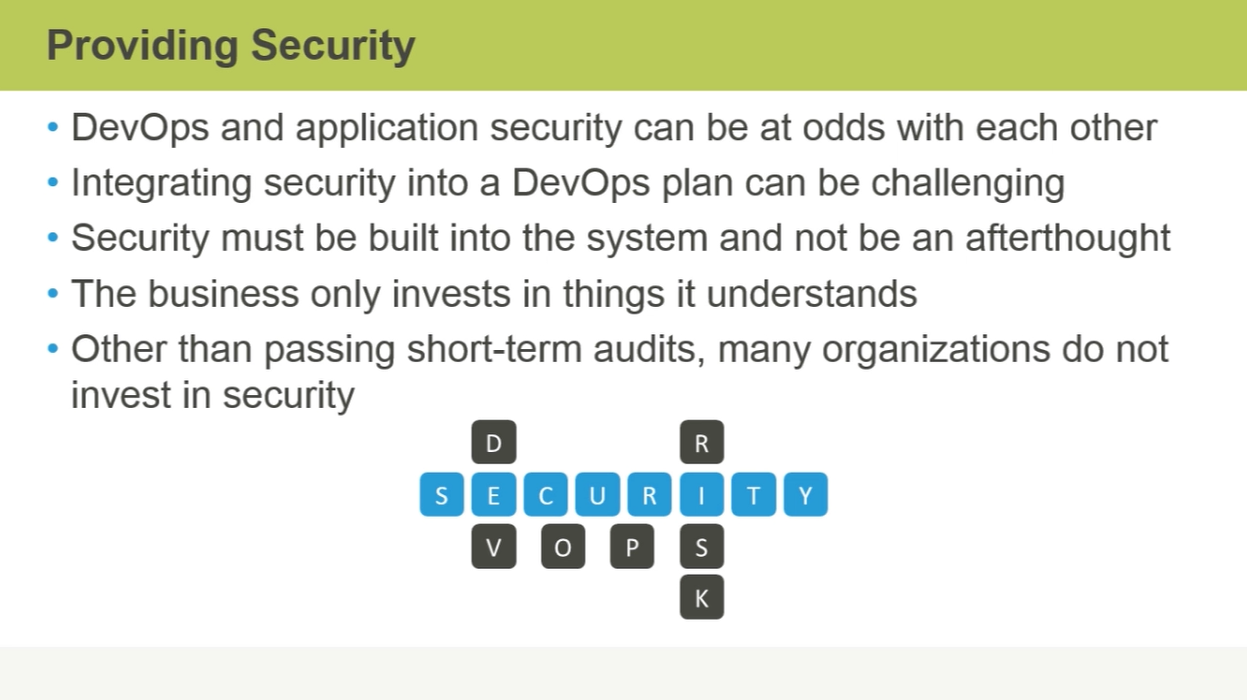 Providing Security
• DevOps and application security can be at odds with each other
• Integrating security into a DevOps plan can be challenging
• Security must be built into the system and not be an afterthought
• The business only invests in things it understands
• Other than passing short-term audits, many organizations do not
invest in security
D R
S E C U R I T Y
V O P S
K